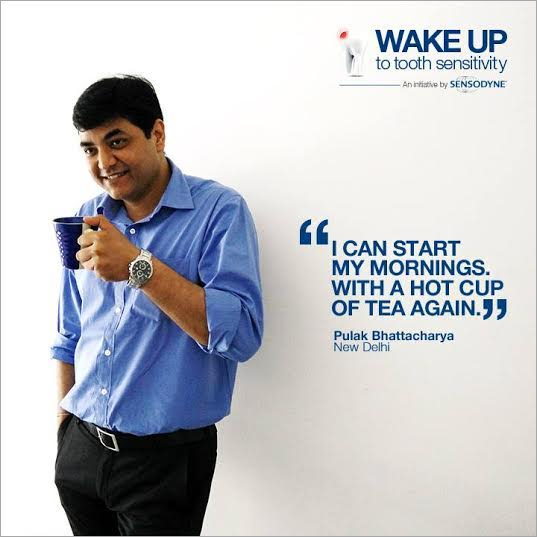 WAKE UP
to tooth sensitivity
An initiative by SENSODYNE
“I CAN START
MY MORNINGS.
WITH A HOT CUP
OF TEA AGAIN.”
Pulak Bhattacharya
New Delhi